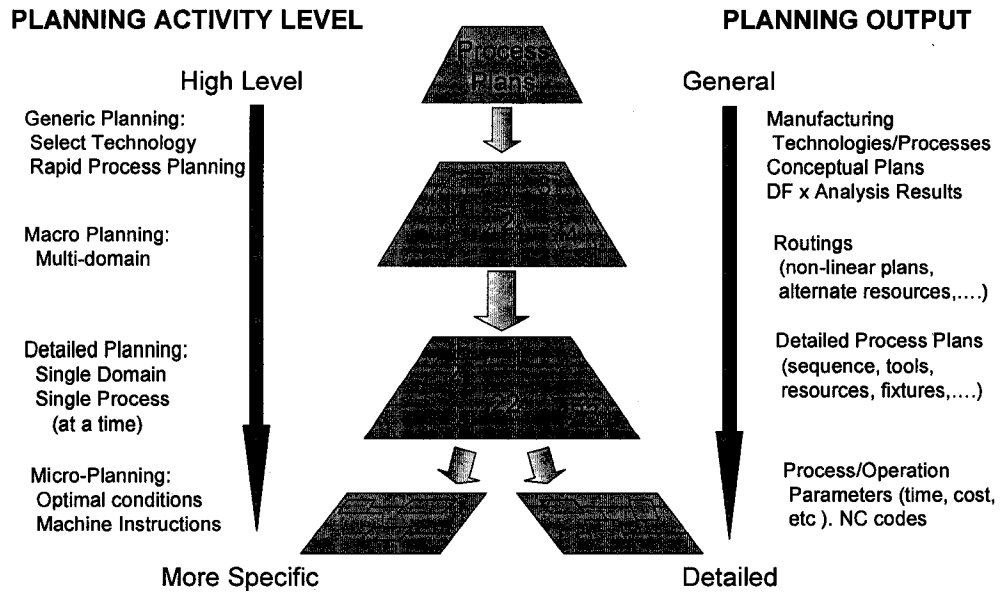 PLANNING ACTIVITY LEVEL
PLANNING OUTPUT
Process
Plans
High Level
General
Generic Planning:
Select Technology
Rapid Process Planning
Manufacturing
Technologies/Processes
Conceptual Plans
DF x Analysis Results
Macro Planning:
Multi-domain
Routings
(non-linear plans,
alternate resources,....)
Detailed Planning:
Single Domain
Single Process
(at a time)
Detailed Process Plans
(sequence, tools,
resources, fixtures,....)
Micro-Planning:
Optimal conditions
Machine Instructions
Process/Operation
Parameters (time, cost,
etc ). NC codes
More Specific
Detailed